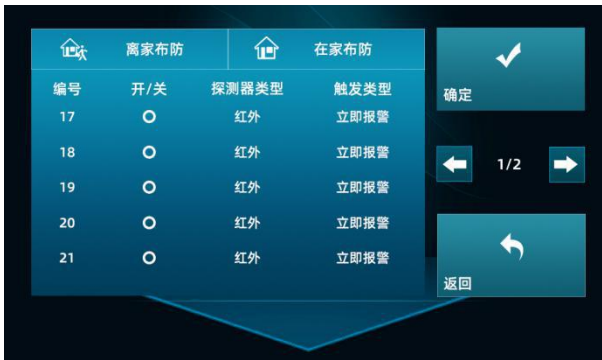 离家布防 在家布防
编号 开/关 探测器类型 触发类型
17 红外 立即报警
18 红外 立即报警
19 红外 立即报警
20 红外 立即报警
21 红外 立即报警
确定
1/2
返回